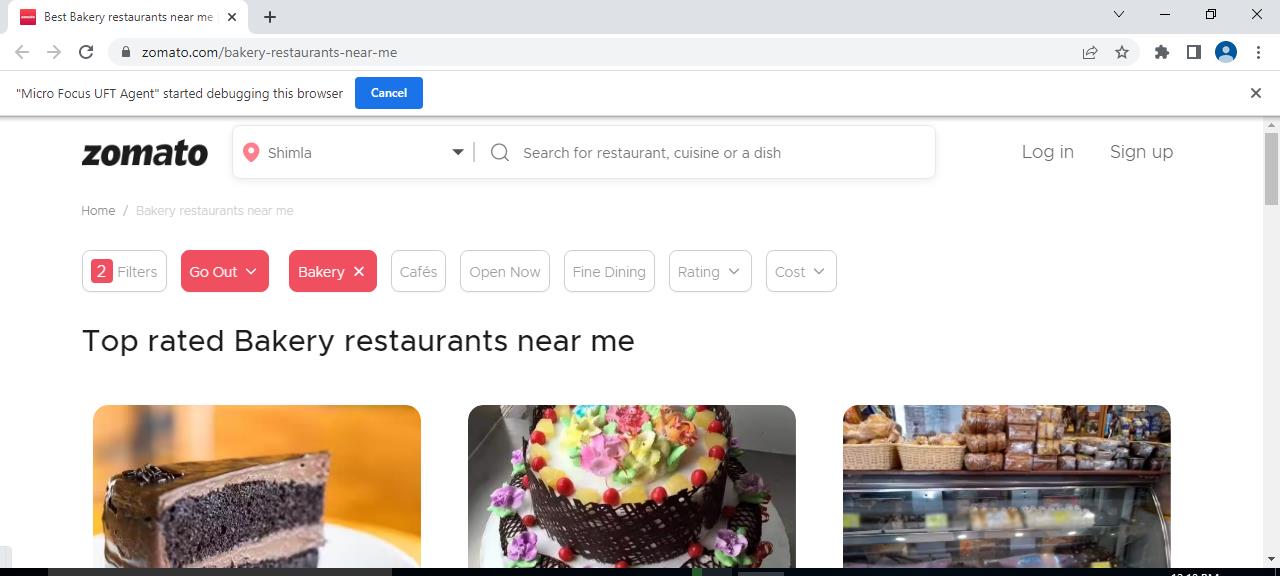 Best Bakery restaurants near me
zomato.com/bakery-restaurants-near-me
"Micro Focus UFT Agent" started debugging this browser
Cancel
zomato
Shimla
Search for restaurant, cuisine or a dish
Log in
Sign up
Home / Bakery restaurants near me
2 Filters
Go Out
Bakery
Cafés
Open Now
Fine Dining
Rating
Cost
Top rated Bakery restaurants near me